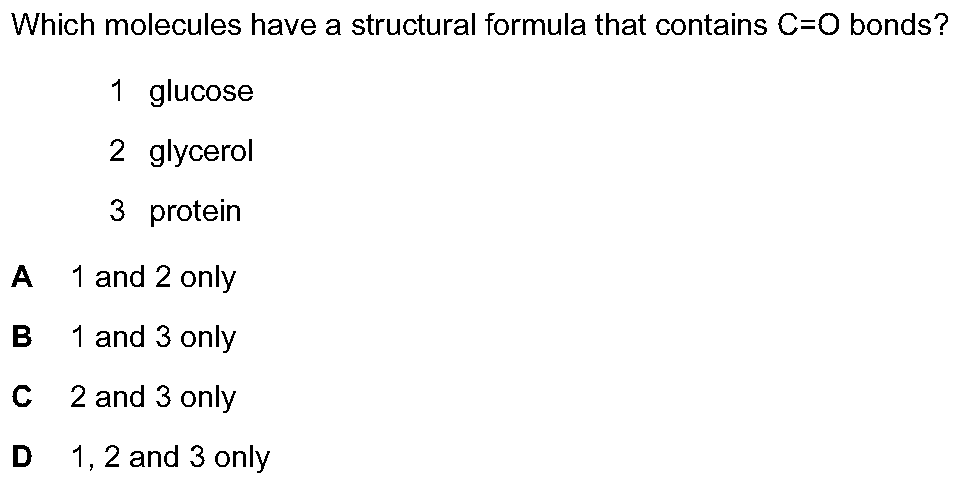 Which molecules have a structural formula that contains C=O bonds?
1 glucose
2 glycerol
3 protein
A 1 and 2 only
B 1 and 3 only
C 2 and 3 only
D 1, 2 and 3 only